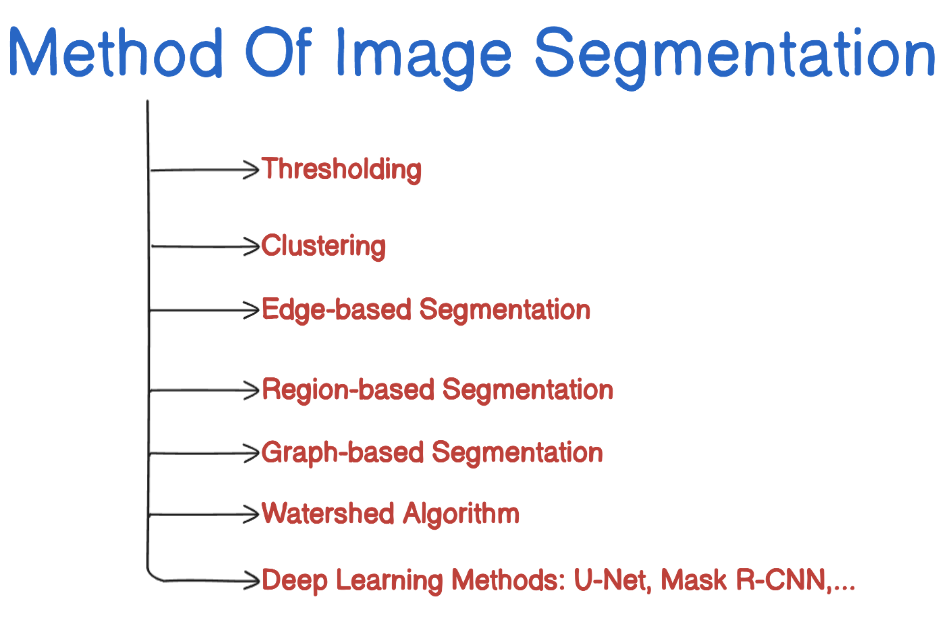 Method Of Image Segmentation
Thresholding
Clustering
Edge-based Segmentation
Region-based Segmentation
Graph-based Segmentation
Watershed Algorithm
Deep Learning Methods: U-Net, Mask R-CNN,...